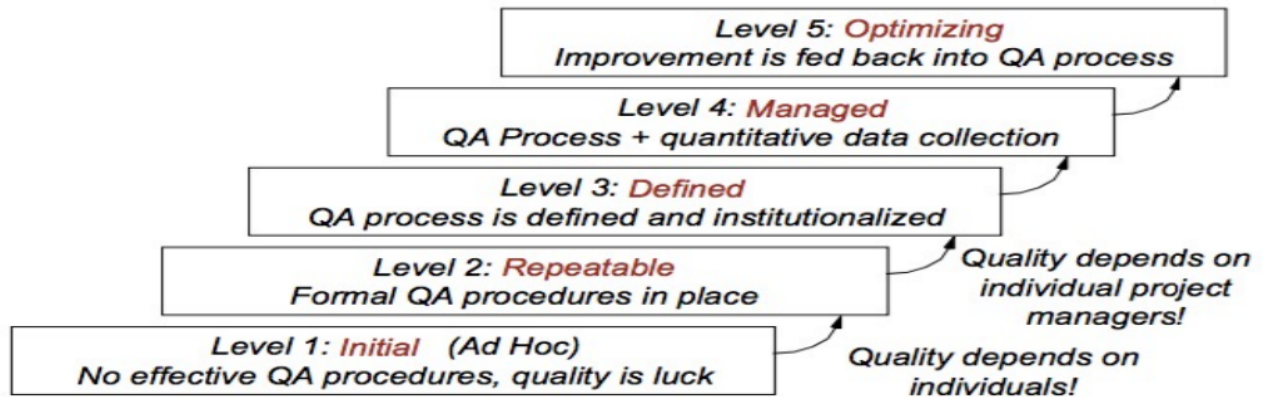 Level 5: Optimizing
Improvement is fed back into QA process
Level 4: Managed
QA Process + quantitative data collection
Level 3: Defined
QA process is defined and institutionalized
Level 2: Repeatable
Formal QA procedures in place
Quality depends on
individual project
managers!
Level 1: Initial (Ad Hoc)
No effective QA procedures, quality is luck
Quality depends on
individuals!